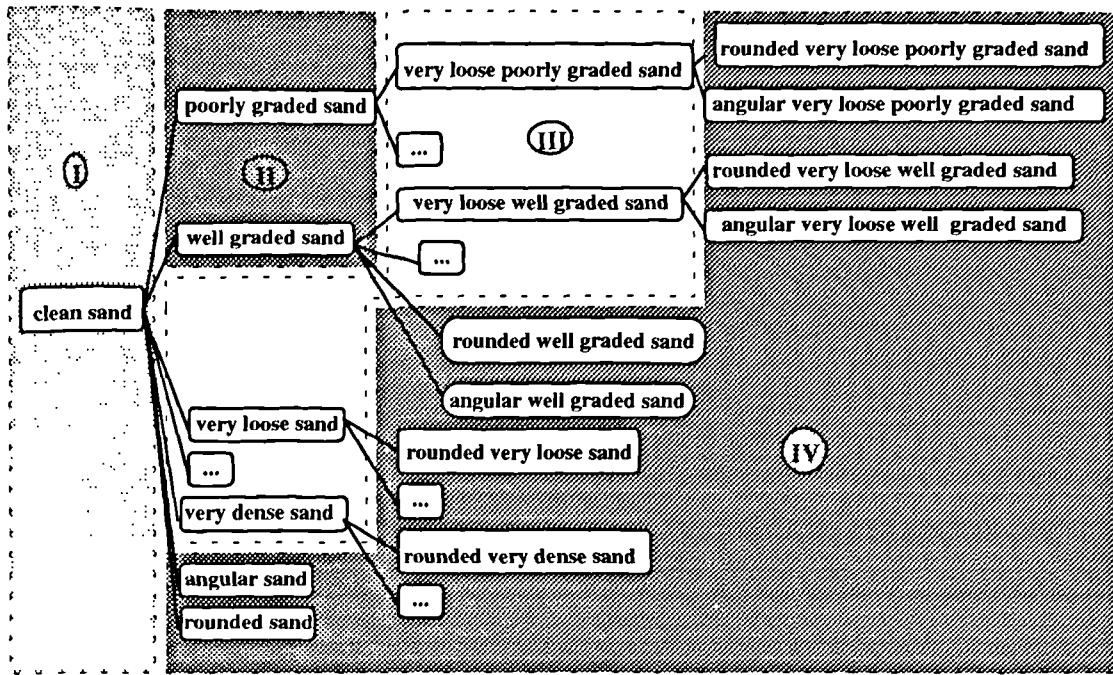 rounded very loose poorly graded sand
very loose poorly graded sand
poorly graded sand
angular very loose poorly graded sand
III
...
I
II
rounded very loose well graded sand
very loose well graded sand
angular very loose well graded sand
well graded sand
...
clean sand
rounded well graded sand
angular well graded sand
very loose sand
rounded very loose sand
IV
...
...
very dense sand
rounded very dense sand
angular sand
...
rounded sand